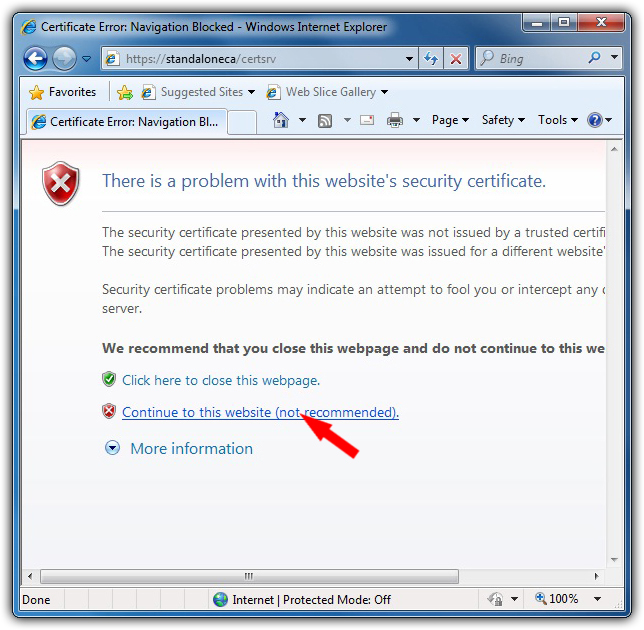 Certificate Error: Navigation Blocked - Windows Internet Explorer
https://standaloneca/certsrv
Bing
Favorites Suggested Sites Web Slice Gallery
Certificate Error: Navigation Bl... Page Safety Tools
There is a problem with this website's security certificate.
The security certificate presented by this website was not issued by a trusted certifi
The security certificate presented by this website was issued for a different website'
Security certificate problems may indicate an attempt to fool you or intercept any
server.
We recommend that you close this webpage and do not continue to this we
Click here to close this webpage.
Continue to this website (not recommended).
More information
Done Internet | Protected Mode: Off 100%